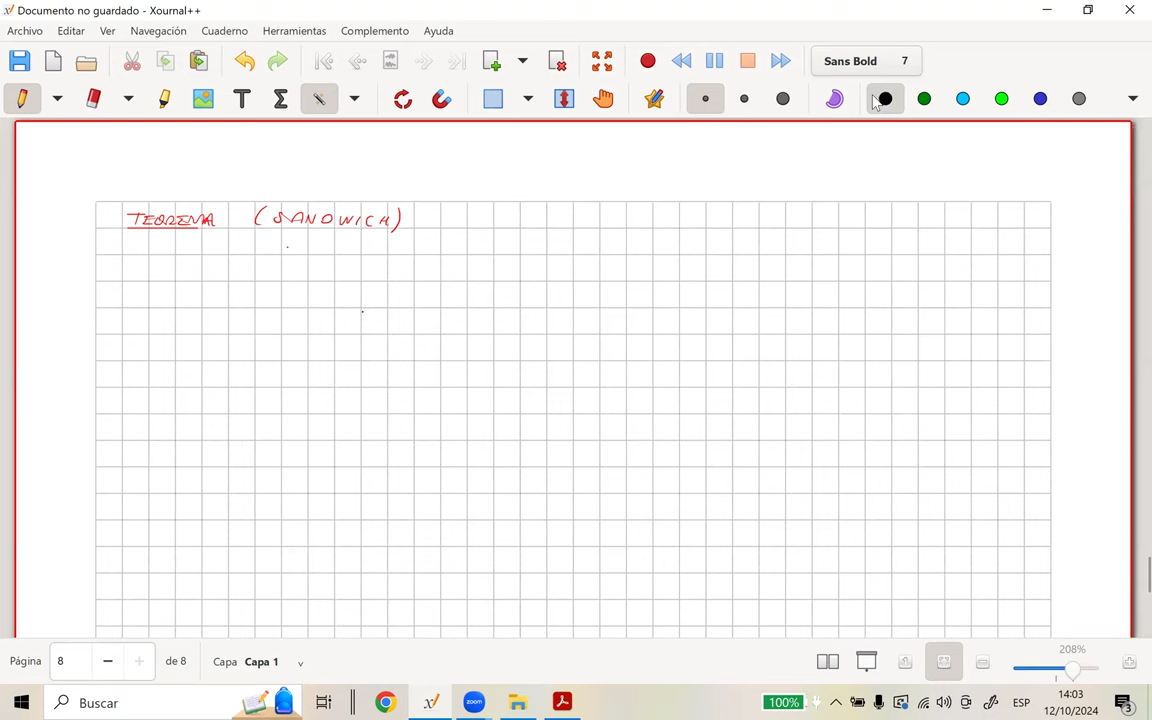 Documento no guardado - Xournal++
Archivo Editar Ver Navegación Cuaderno Herramientas Complemento Ayuda
Sans Bold 7
TEOREMA (SANDWICH)
Página 8 de 8 Capa Capa 1 208%
Buscar 100% ESP 14:03
12/10/2024 3